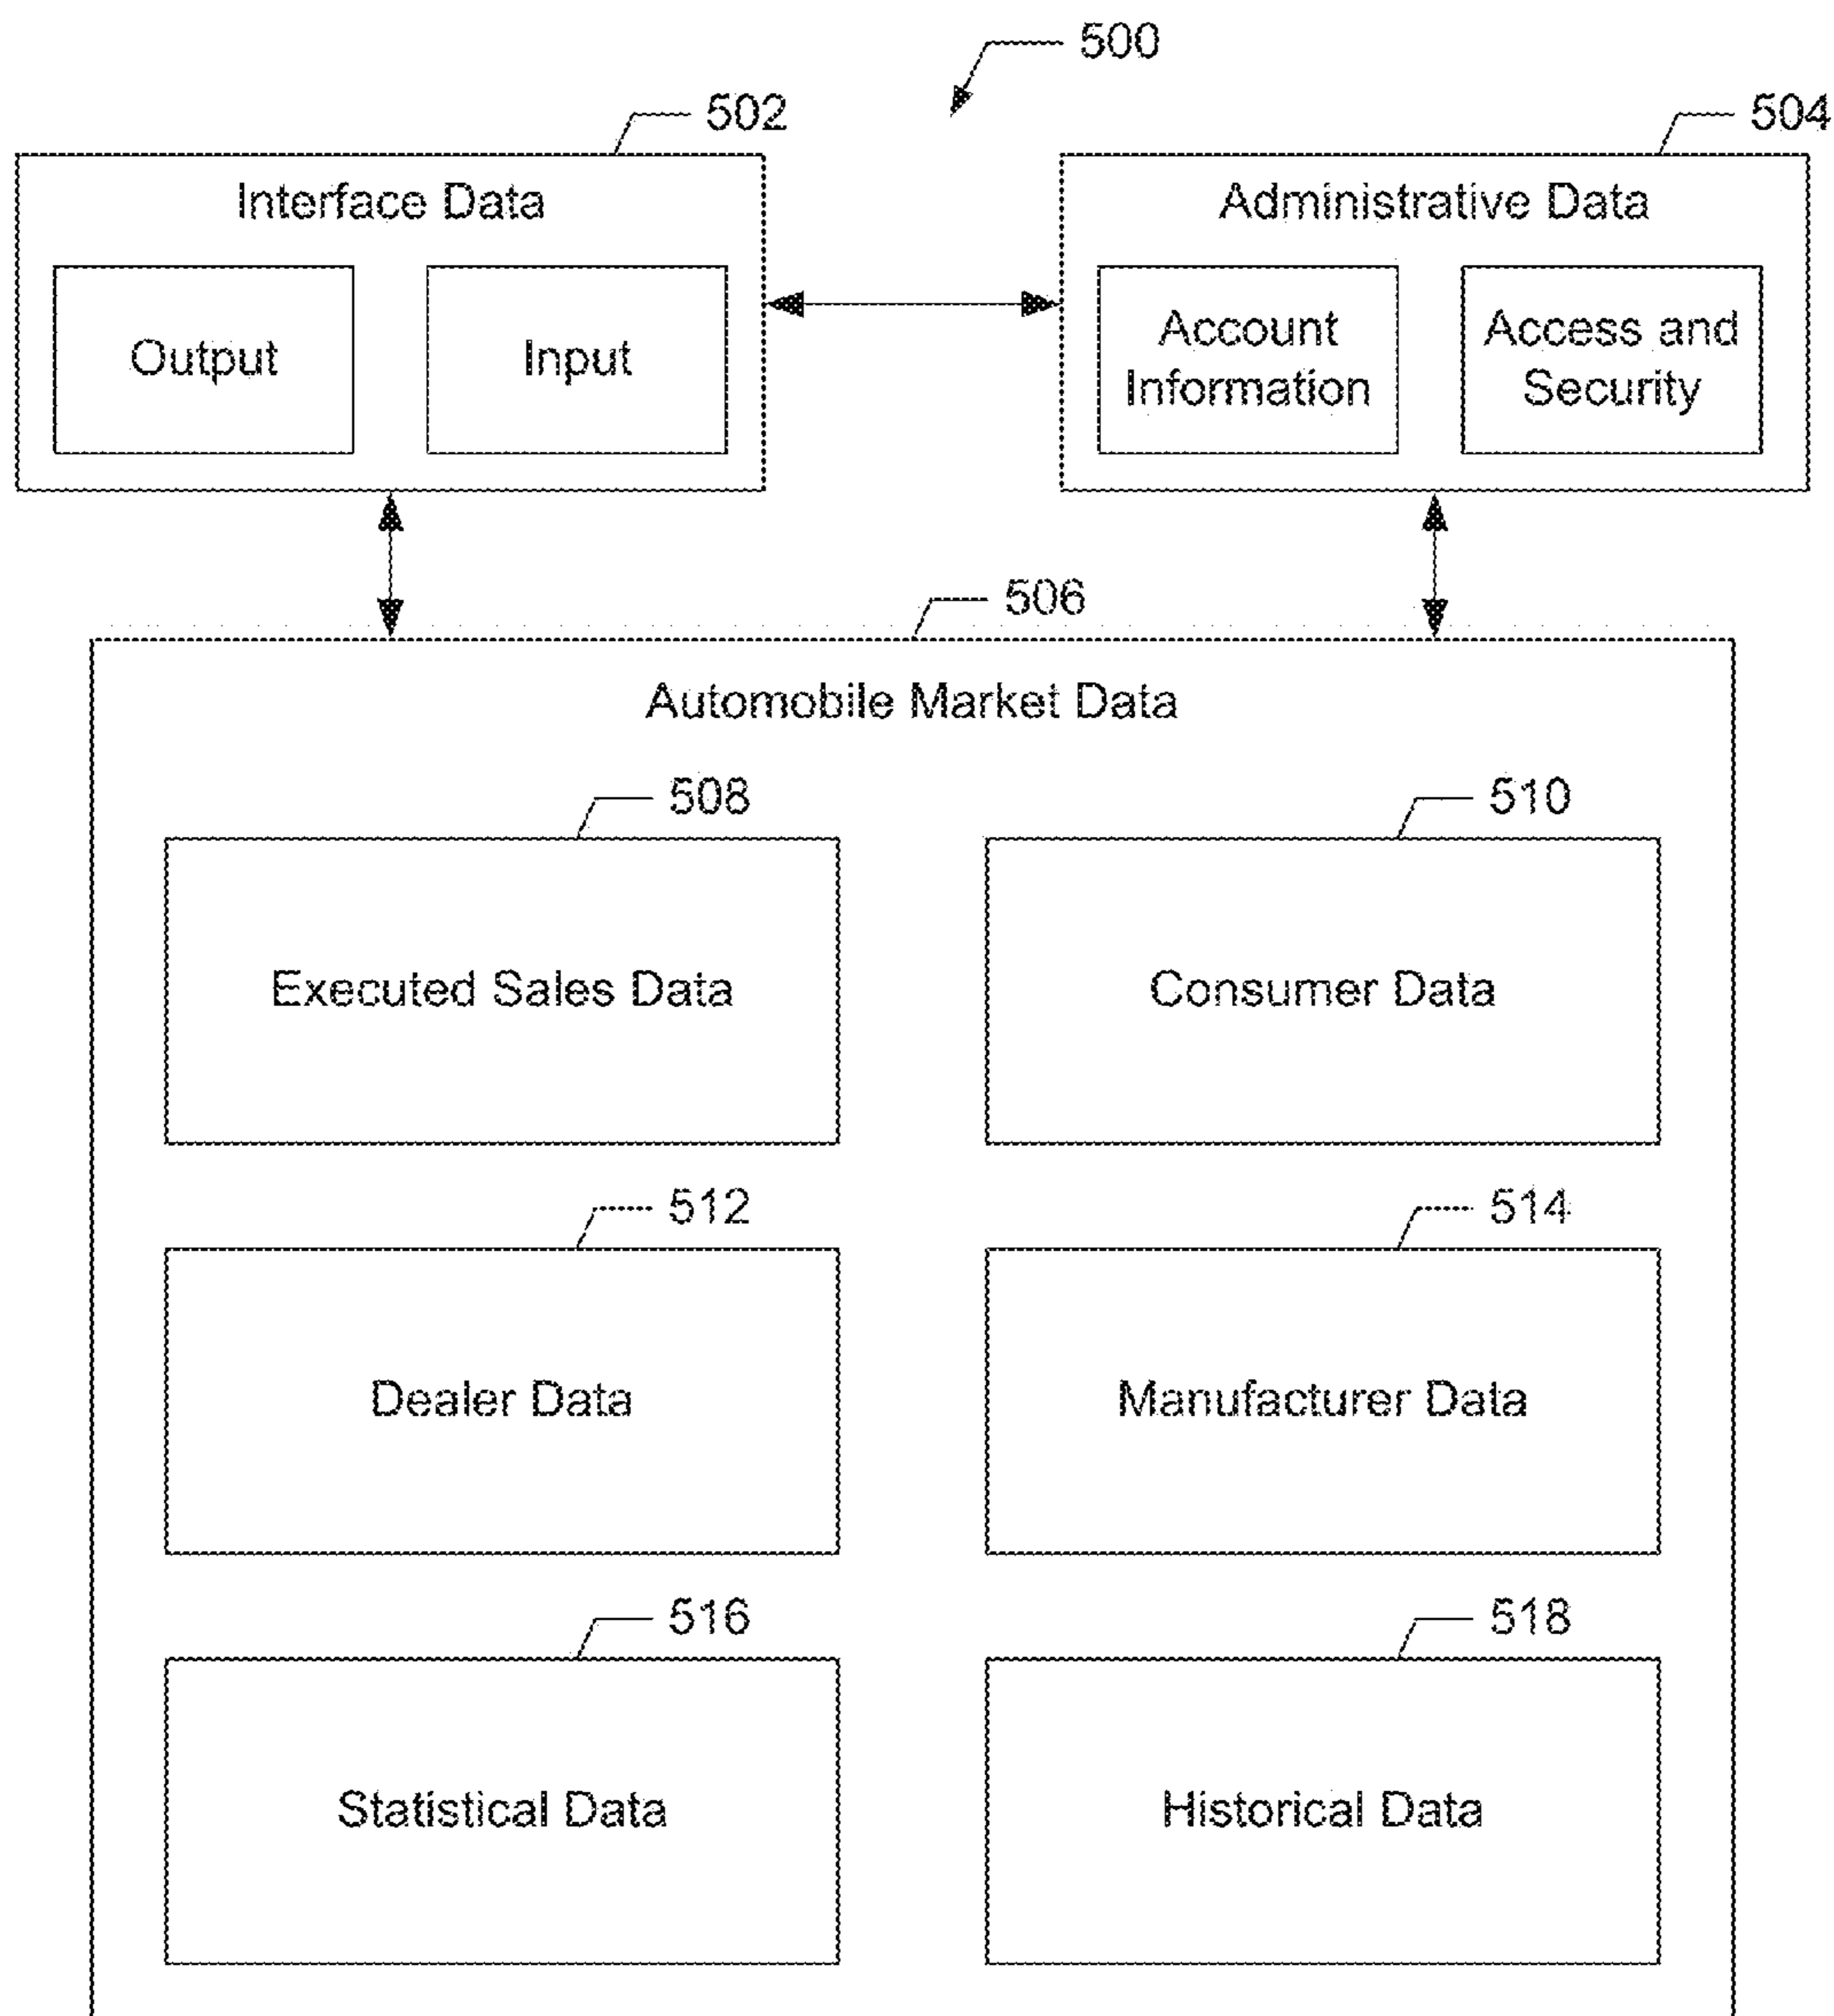 500
502
504
Interface Data
Output
Input
Administrative Data
Account
Information
Access and
Security
506
Automobile Market Data
508
510
Executed Sales Data
Consumer Data
512
514
Dealer Data
Manufacturer Data
516
518
Statistical Data
Historical Data